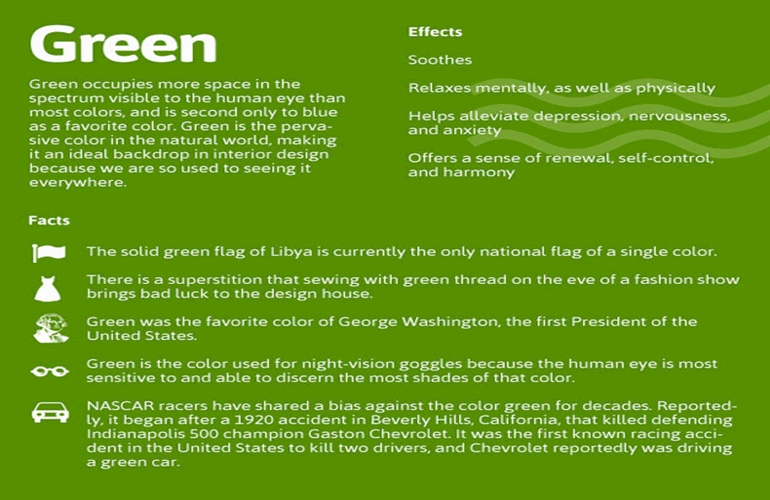 Green
Green occupies more space in the
spectrum visible to the human eye than
most colors, and is second only to blue
as a favorite color. Green is the perva-
sive color in the natural world, making
it an ideal backdrop in interior design
because we are so used to seeing it
everywhere.
Effects
Soothes
Relaxes mentally, as well as physically
Helps alleviate depression, nervousness,
and anxiety
Offers a sense of renewal, self-control,
and harmony
Facts
The solid green flag of Libya is currently the only national flag of a single color.
There is a superstition that sewing with green thread on the eve of a fashion show
brings bad luck to the design house.
Green was the favorite color of George Washington, the first President of the
United States.
Green is the color used for night-vision goggles because the human eye is most
sensitive to and able to discern the most shades of that color.
NASCAR racers have shared a bias against the color green for decades. Reported-
ly, it began after a 1920 accident in Beverly Hills, California, that killed defending
Indianapolis 500 champion Gaston Chevrolet. It was the first known racing acci-
dent in the United States to kill two drivers, and Chevrolet reportedly was driving
a green car.